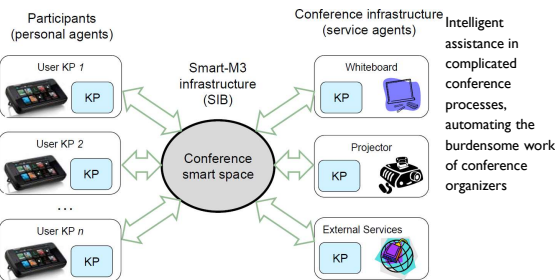 Participants
(personal agents)
User KP 1
KP
User KP 2
KP
...
User KP n
KP
Smart-M3
infrastructure
(SIB)
Conference
smart space
Conference infrastructure
(service agents)
Whiteboard
KP
Projector
KP
External Services
KP
Intelligent
assistance in
complicated
conference
processes,
automating the
burdensome work
of conference
organizers